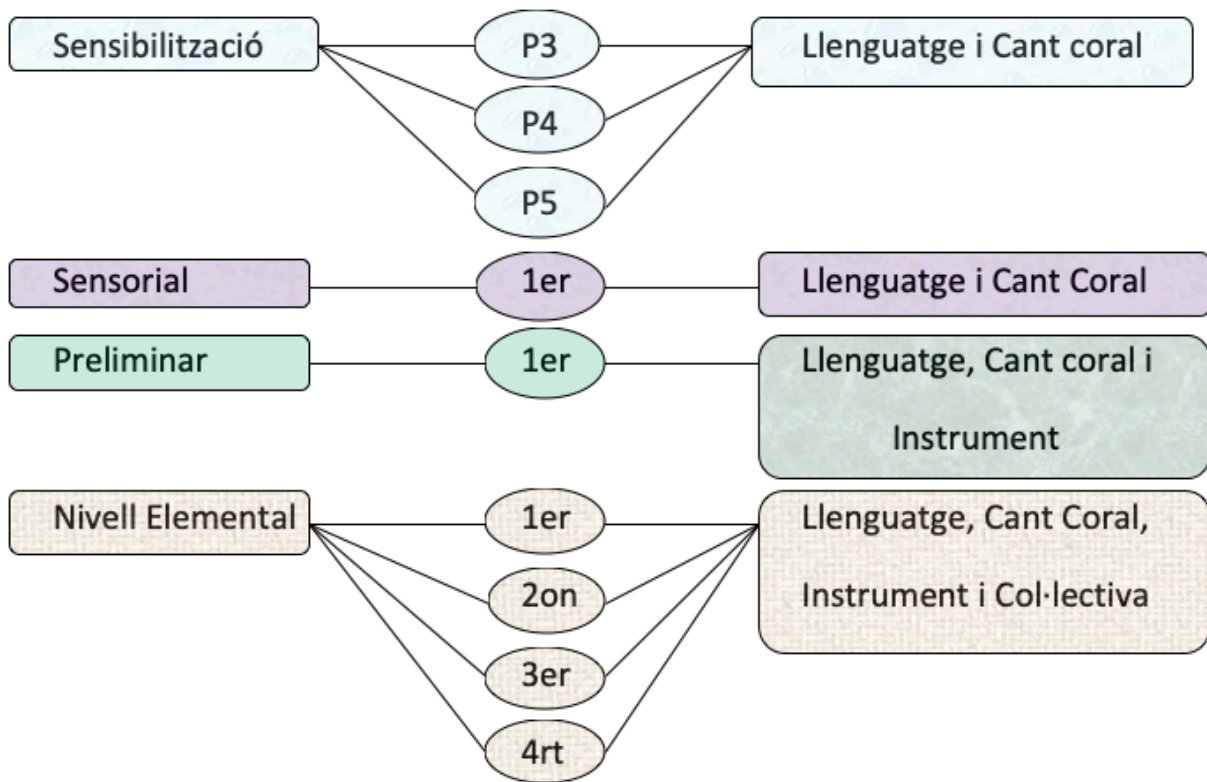 Sensibilització
P3
Llenguatge i Cant coral
P4
P5
Sensorial
1er
Llenguatge i Cant Coral
Preliminar
1er
Llenguatge, Cant coral i
Instrument
Nivell Elemental
1er
Llenguatge, Cant Coral,
2on
Instrument i Col·lectiva
3er
4rt